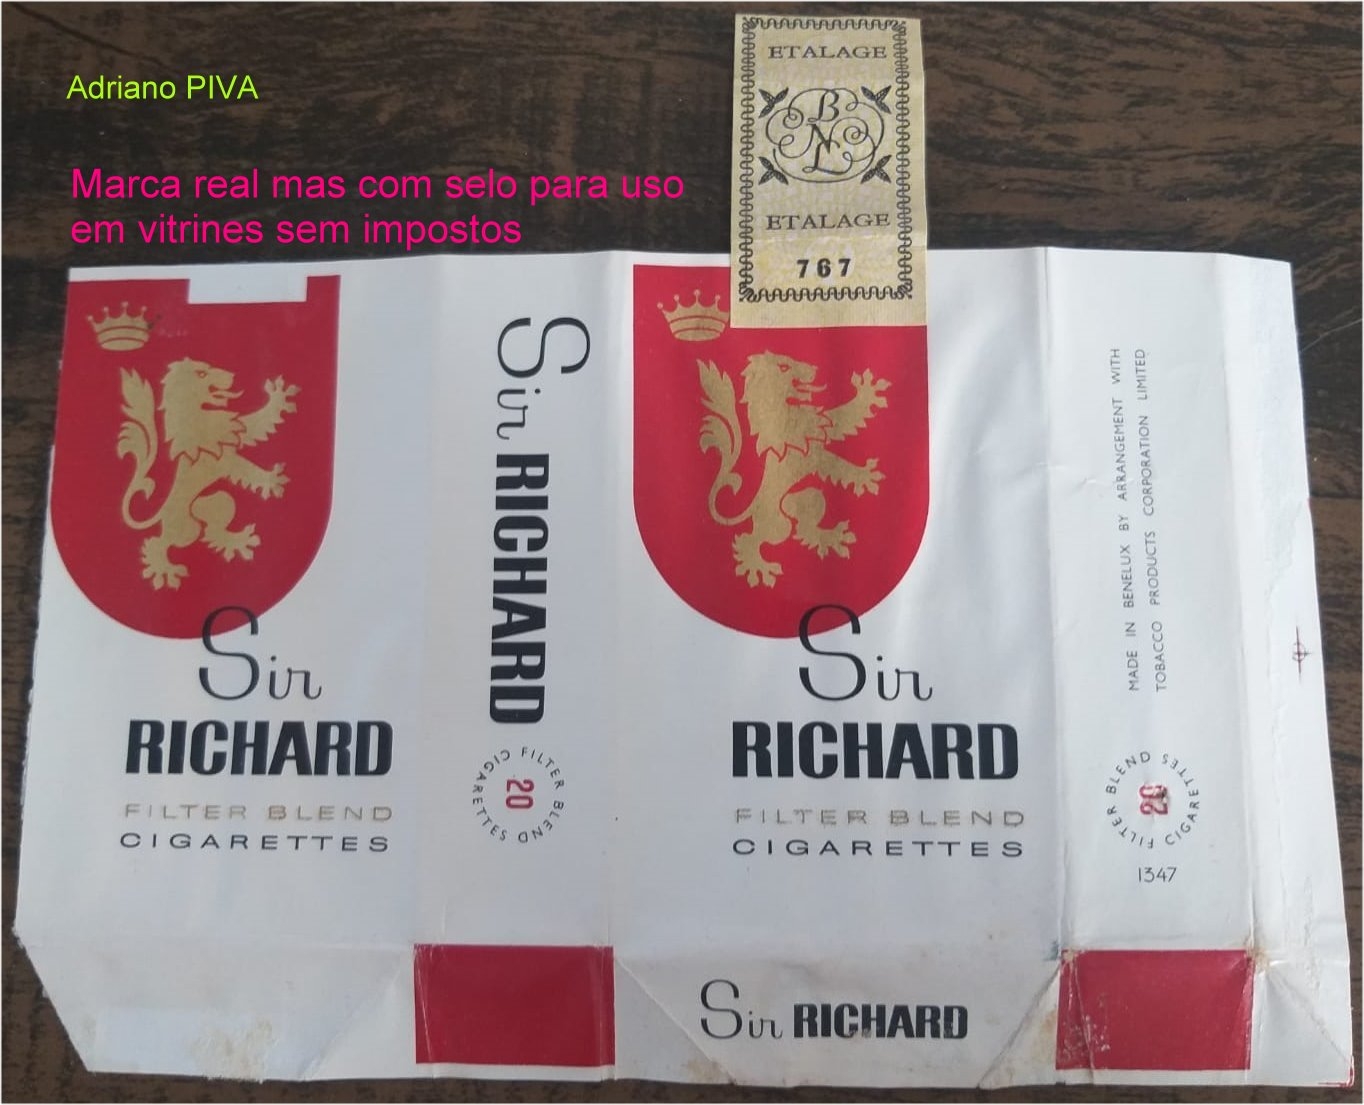 Adriano PIVA
Marca real mas com selo para uso
em vitrines sem impostos
ETALAGE
BNL
ETALAGE
767
Sir
RICHARD
FILTER BLEND
CIGARETTES
Sir RICHARD
FILTER BLEND CIGARETTES
20
Sir
RICHARD
FILTER BLEND
CIGARETTES
Sir RICHARD
MADE IN BENELUX BY ARRANGEMENT WITH
TOBACCO PRODUCTS CORPORATION LIMITED
FILTER BLEND CIGARETTES
20
1347